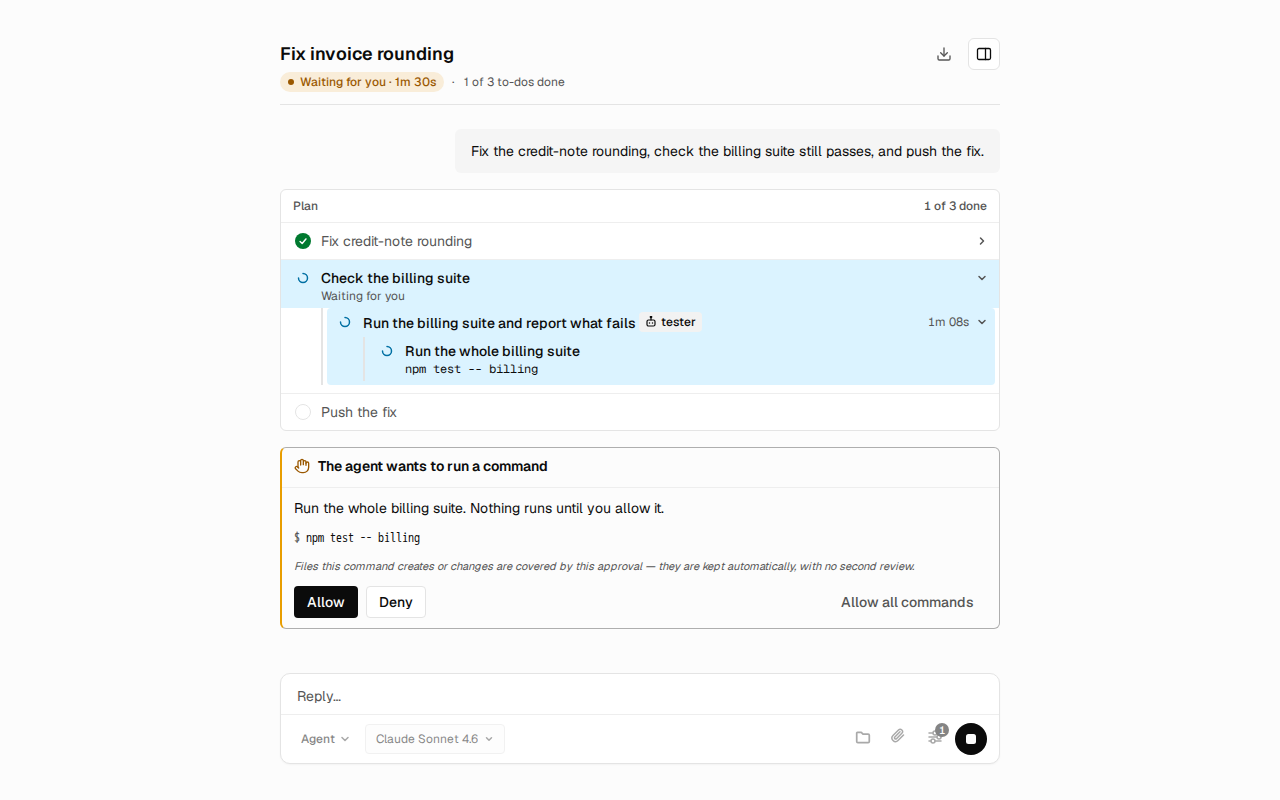 Fix invoice rounding
Waiting for you · 1m 30s · 1 of 3 to-dos done
Fix the credit-note rounding, check the billing suite still passes, and push the fix.
Plan 1 of 3 done
Fix credit-note rounding
Check the billing suite
Waiting for you
Run the billing suite and report what fails tester 1m 08s
Run the whole billing suite
npm test -- billing
Push the fix
The agent wants to run a command
Run the whole billing suite. Nothing runs until you allow it.
$ npm test -- billing
Files this command creates or changes are covered by this approval — they are kept automatically, with no second review.
Allow Deny Allow all commands
Reply...
Agent Claude Sonnet 4.6 1